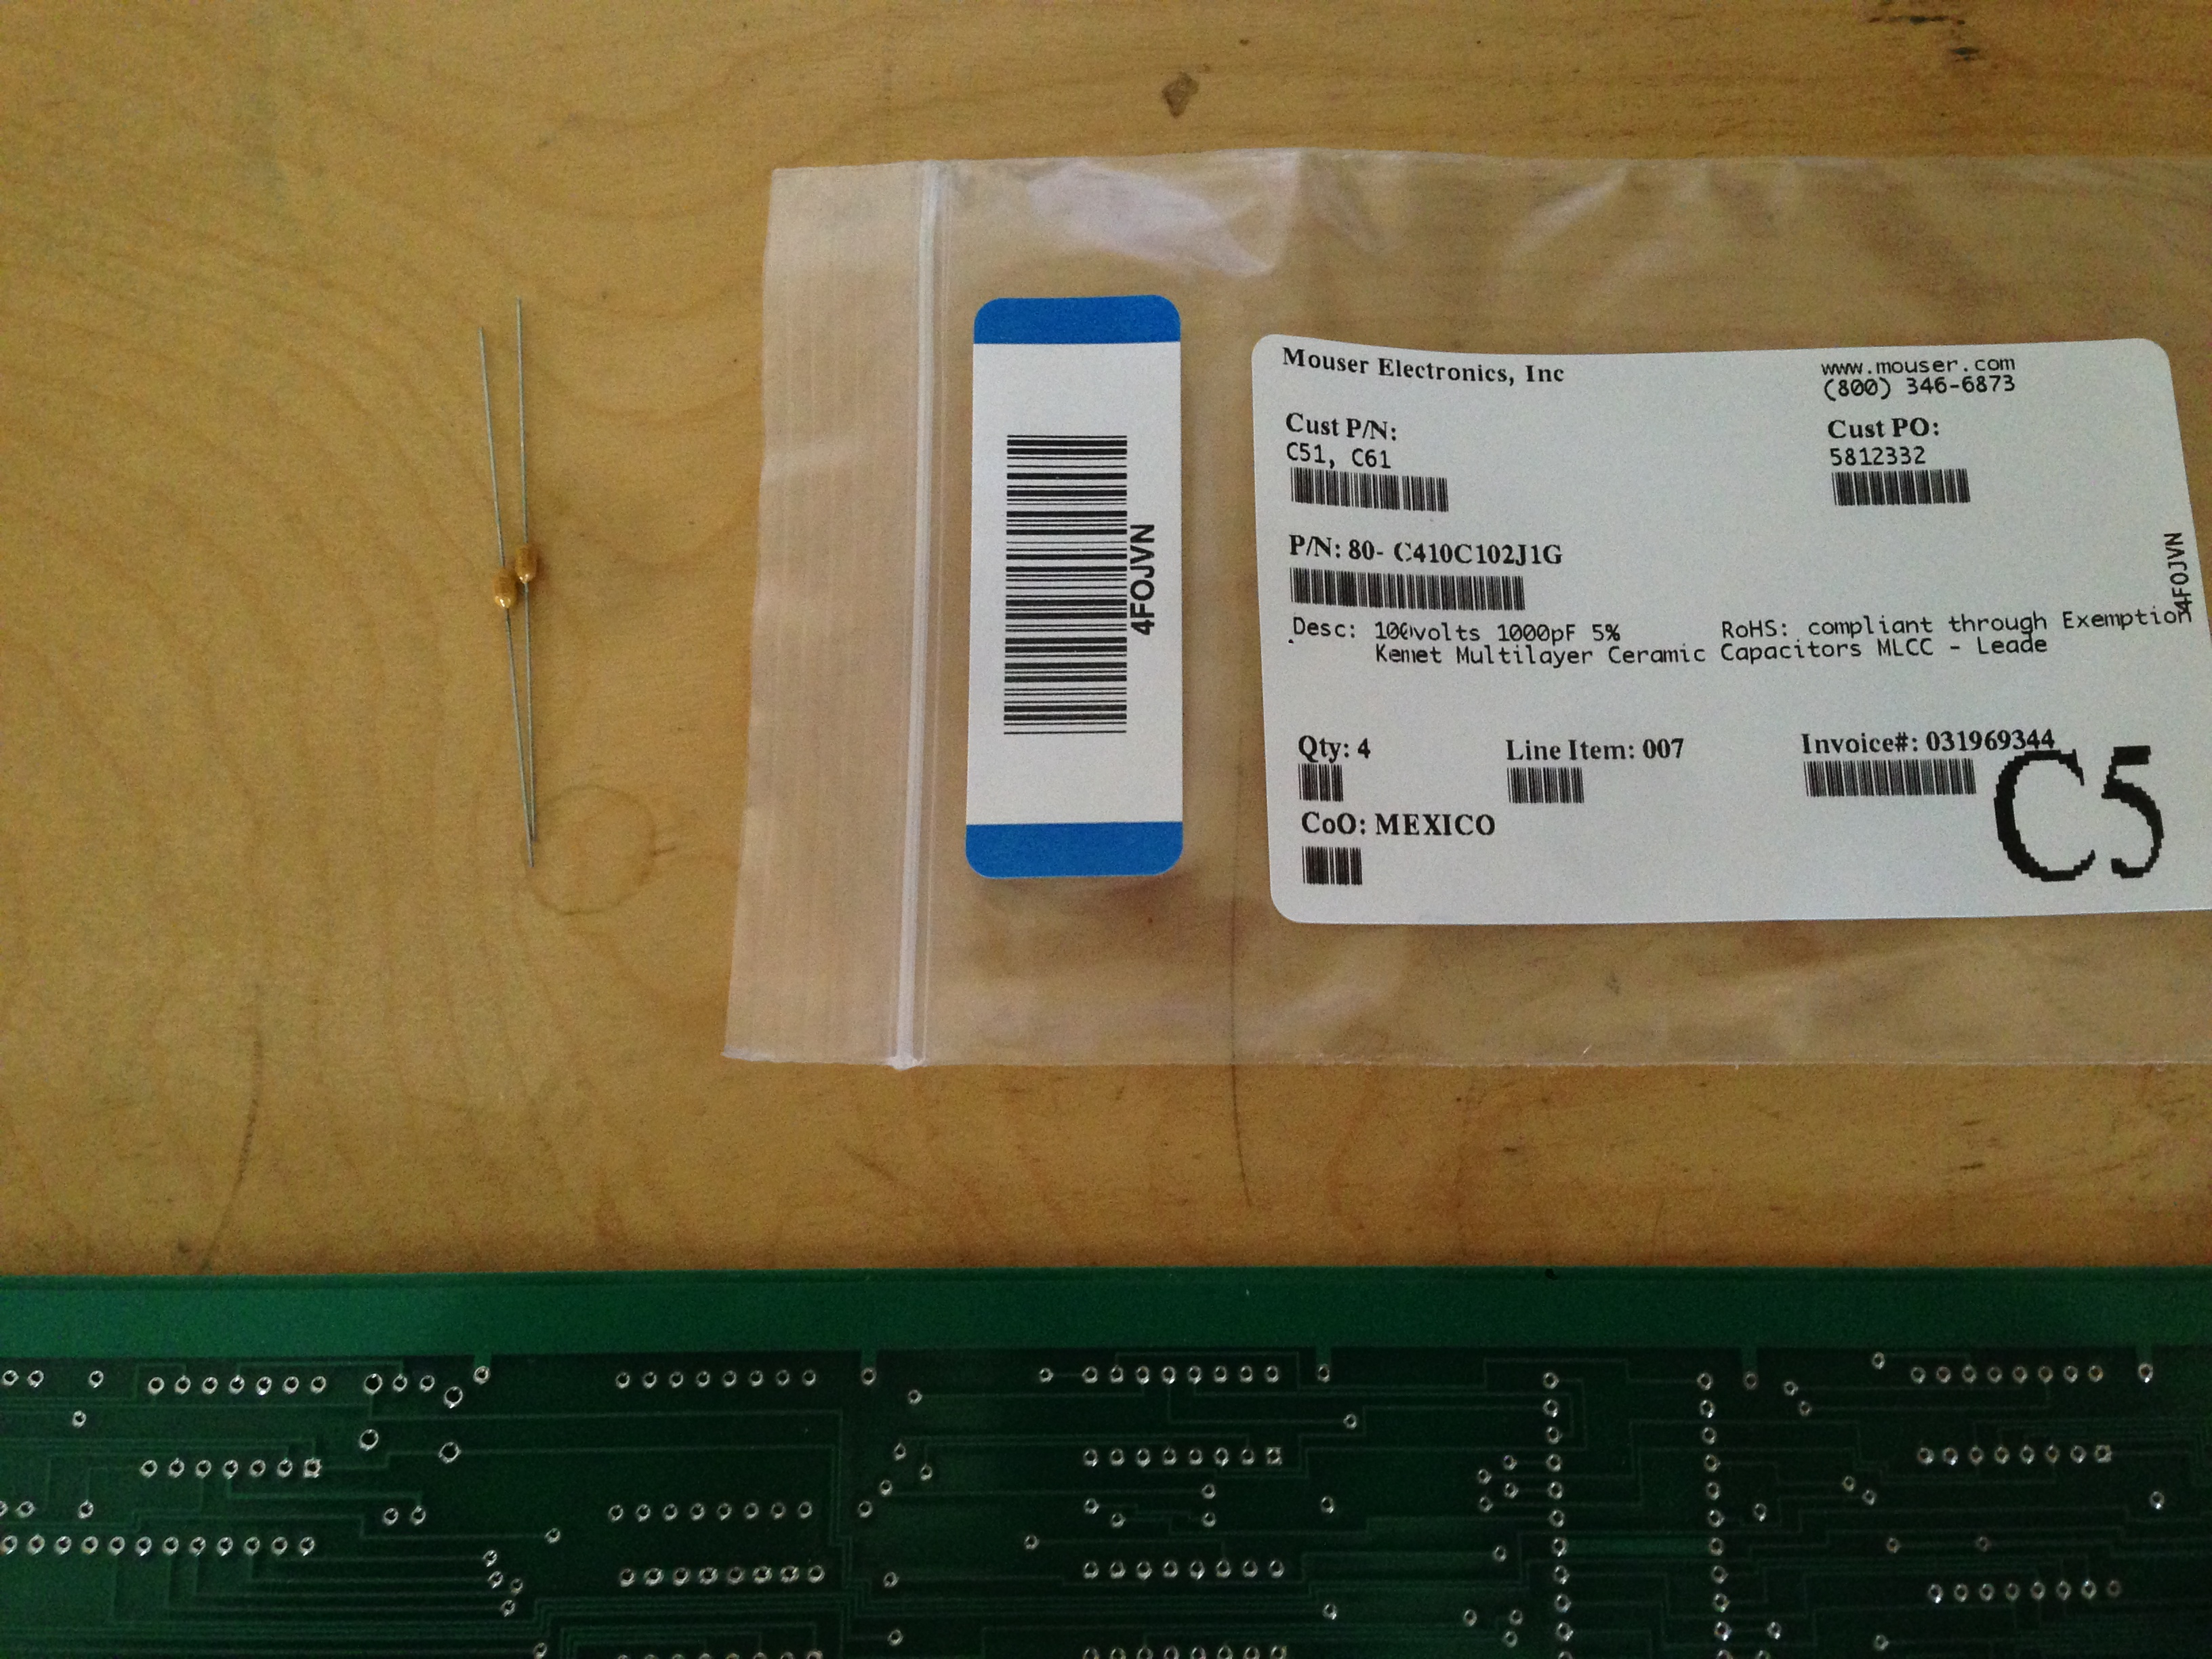 Mouser Electronics, Inc
www.mouser.com
(800) 346-6873
Cust P/N:
C51, C61
Cust PO:
5812332
P/N: 80- C410C102J1G
Desc: 100volts 1000pF 5%
RoHS: compliant through Exemption
Kemet Multilayer Ceramic Capacitors MLCC - Leade
Qty: 4
Line Item: 007
Invoice#: 031969344
CoO: MEXICO
C5
4FOJVN
4FOJVN